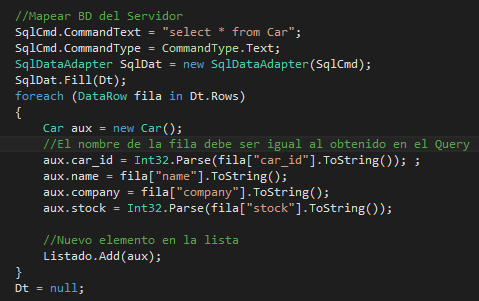 //Mapear BD del Servidor
SqlCmd.CommandText = "select * from Car";
SqlCmd.CommandType = CommandType.Text;
SqlDataAdapter SqlDat = new SqlDataAdapter(SqlCmd);
SqlDat.Fill(Dt);
foreach (DataRow fila in Dt.Rows)
{
Car aux = new Car();
//El nombre de la fila debe ser igual al obtenido en el Query
aux.car_id = Int32.Parse(fila["car_id"].ToString()); ;
aux.name = fila["name"].ToString();
aux.company = fila["company"].ToString();
aux.stock = Int32.Parse(fila["stock"].ToString());
//Nuevo elemento en la lista
Listado.Add(aux);
}
Dt = null;